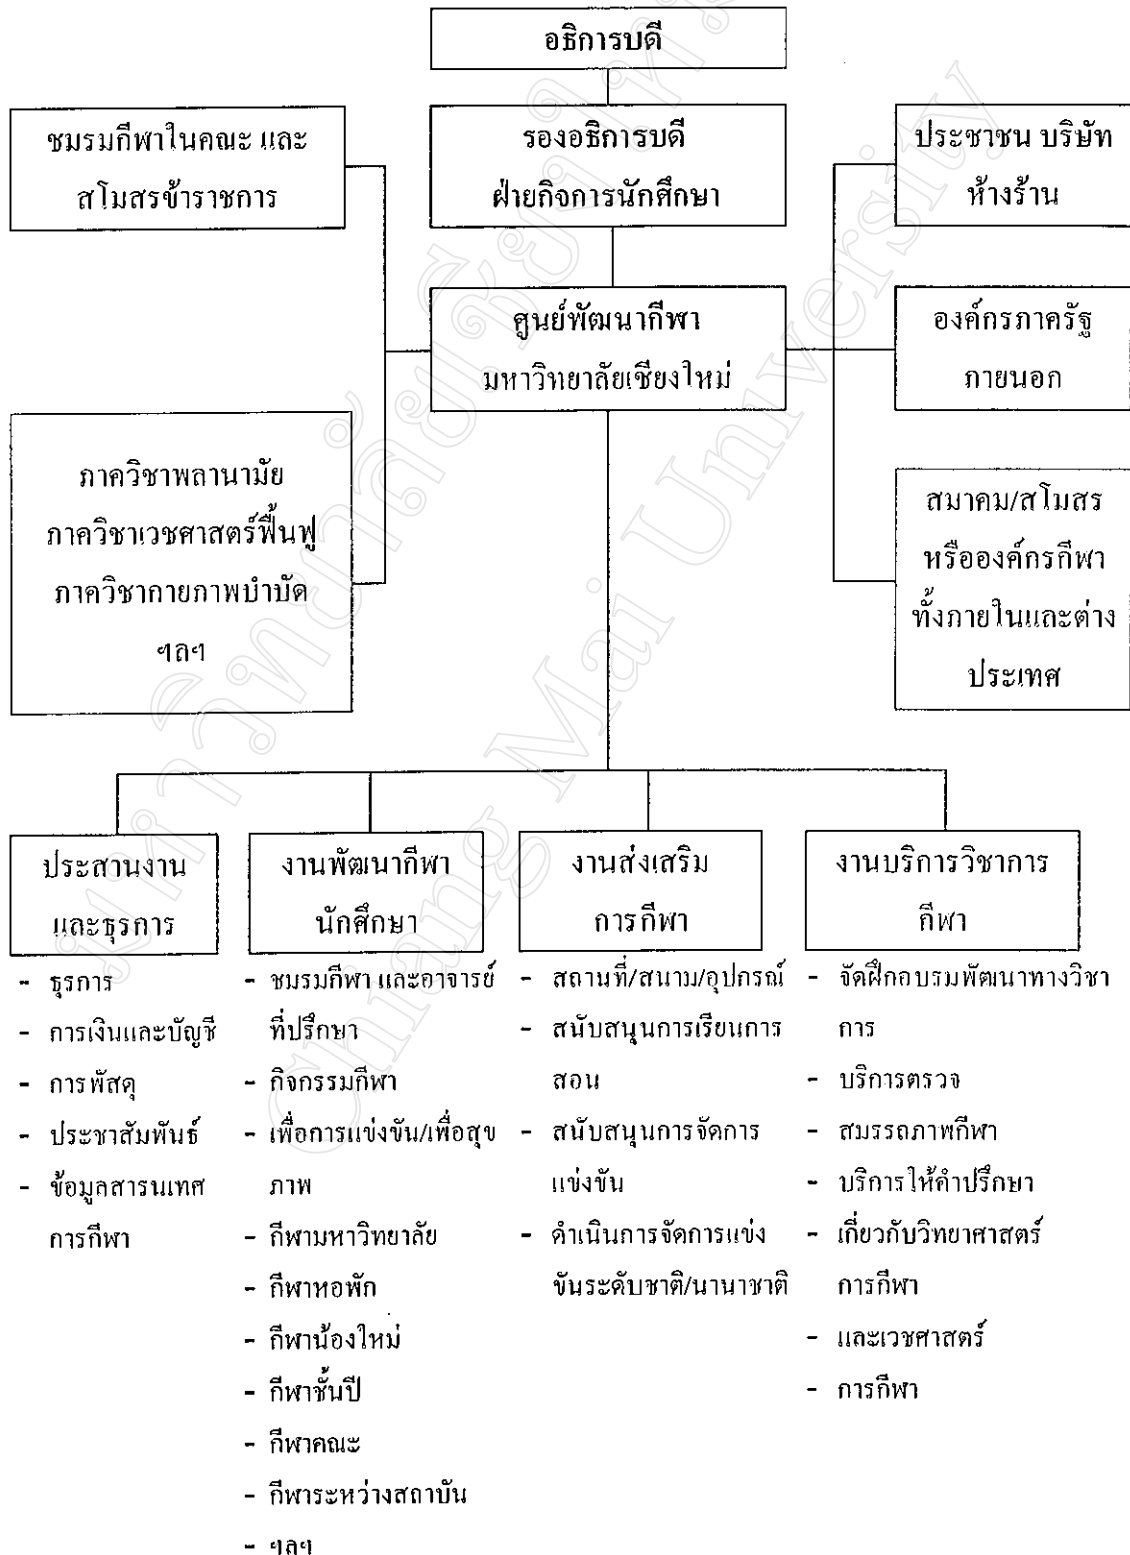 อธิการบดี
ชมรมกีฬาในคณะ และ
สโมสรข้าราชการ
รองอธิการบดี
ฝ่ายกิจการนักศึกษา
ประชาชน บริษัท
ห้างร้าน
ศูนย์พัฒนากีฬา
มหาวิทยาลัยเชียงใหม่
องค์กรภาครัฐ
ภายนอก
ภาควิชาพลานามัย
ภาควิชาเวชศาสตร์ฟื้นฟู
ภาควิชากายภาพบำบัด
ฯลฯ
สมาคม/สโมสร
หรือองค์กรกีฬา
ทั้งภายในและต่าง
ประเทศ
ประสานงาน
และธุรการ
- ธุรการ
- การเงินและบัญชี
- การพัสดุ
- ประชาสัมพันธ์
- ข้อมูลสารนเทศ
การกีฬา
งานพัฒนากีฬา
นักศึกษา
- ชมรมกีฬา และอาจารย์
ที่ปรึกษา
- กิจกรรมกีฬา
- เพื่อการแข่งขัน/เพื่อสุข
ภาพ
- กีฬามหาวิทยาลัย
- กีฬาหอพัก
- กีฬาน้องใหม่
- กีฬาชั้นปี
- กีฬาคณะ
- กีฬาระหว่างสถาบัน
- ฯลฯ
งานส่งเสริม
การกีฬา
- สถานที่/สนาม/อุปกรณ์
- สนับสนุนการเรียนการ
สอน
- สนับสนุนการจัดการ
แข่งขัน
- ดำเนินการจัดการแข่ง
ขันระดับชาติ/นานาชาติ
งานบริการวิชาการ
กีฬา
- จัดฝึกอบรมพัฒนาทางวิชา
การ
- บริการตรวจ
- สมรรถภาพกีฬา
- บริการให้คำปรึกษา
- เกี่ยวกับวิทยาศาสตร์
การกีฬา
- และเวชศาสตร์
- การกีฬา
มหาวิทยาลัยเชียงใหม่
Chiang Mai University